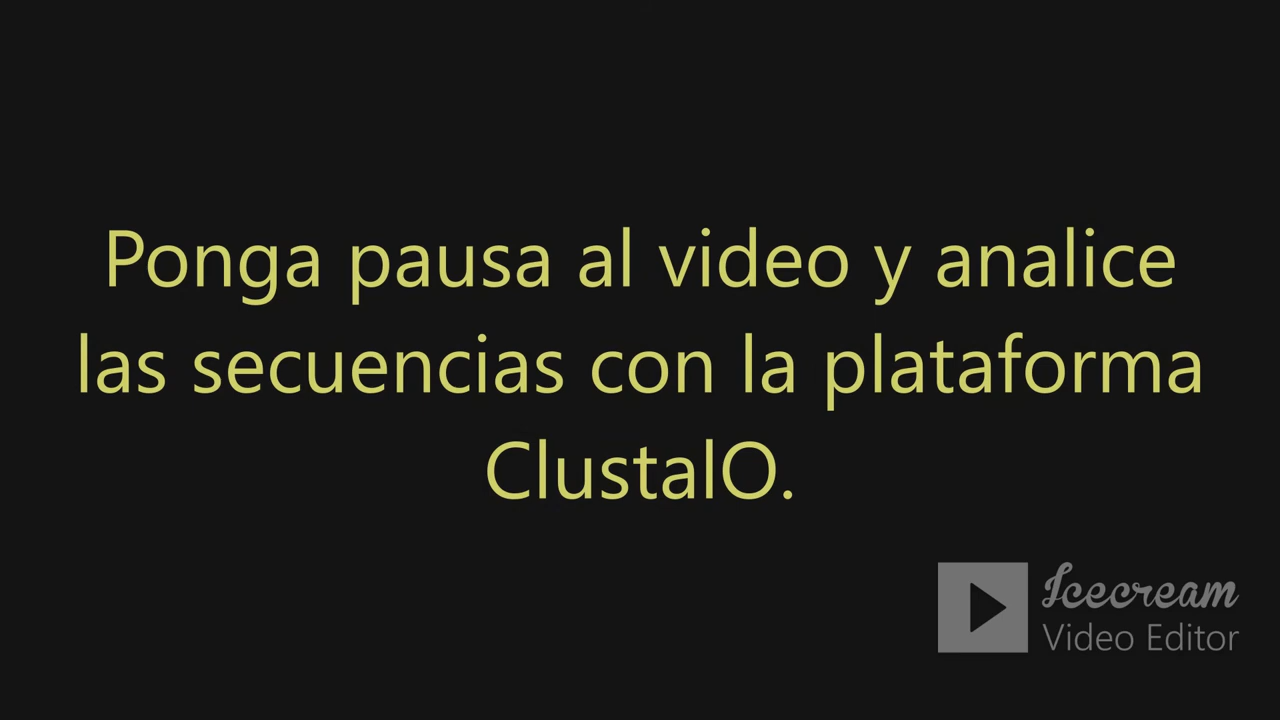 Ponga pausa al video y analice
las secuencias con la plataforma
ClustalO.
Icecream
Video Editor